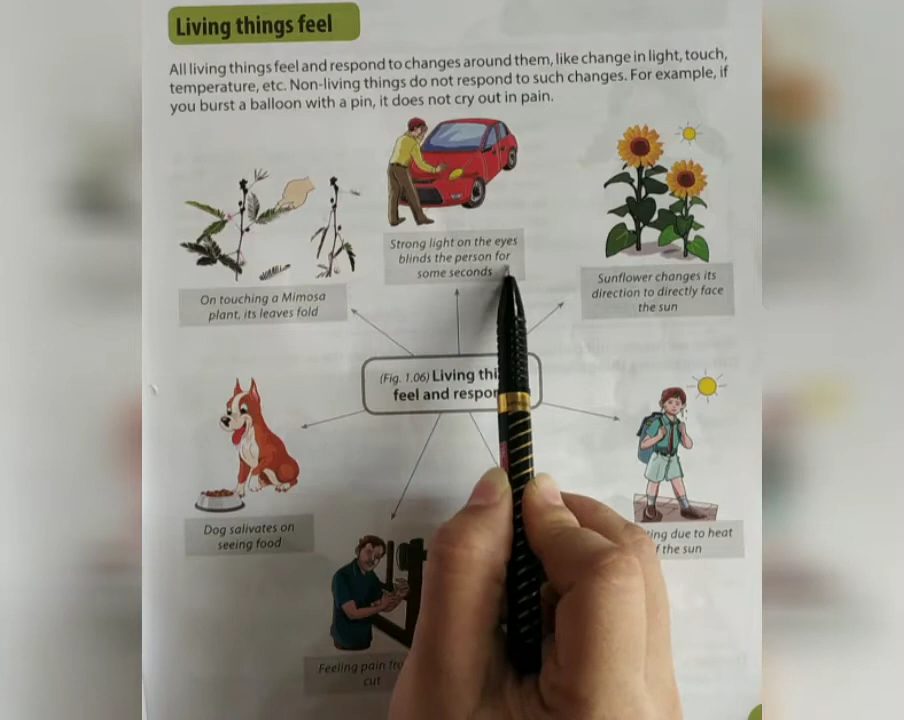 Living things feel
All living things feel and respond to changes around them, like change in light, touch,
temperature, etc. Non-living things do not respond to such changes. For example, if
you burst a balloon with a pin, it does not cry out in pain.
Strong light on the eyes
blinds the person for
some seconds
On touching a Mimosa
plant, its leaves fold
Sunflower changes its
direction to directly face
the sun
(Fig. 1.06) Living
feel and
Dog salivates on
seeing food
due to heat
the sun
Feeling pain
cut